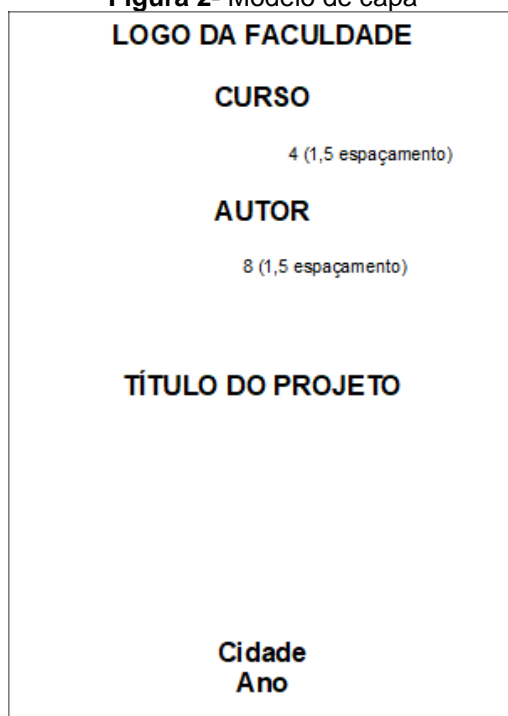 Figura 2- Modelo de capa
LOGO DA FACULDADE
CURSO
4 (1,5 espaçamento)
AUTOR
8 (1,5 espaçamento)
TÍTULO DO PROJETO
Cidade
Ano